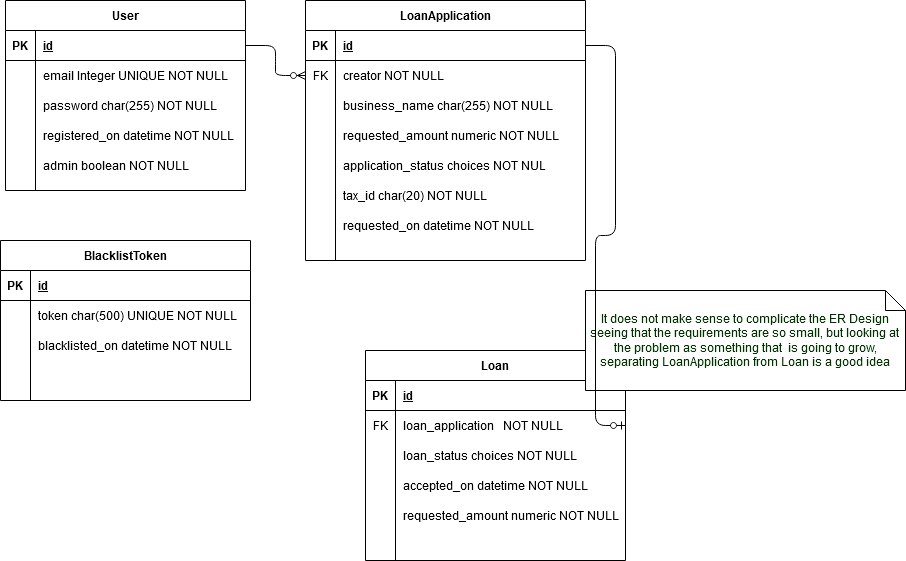 User
PK id
email Integer UNIQUE NOT NULL
password char(255) NOT NULL
registered_on datetime NOT NULL
admin boolean NOT NULL
LoanApplication
PK id
FK creator NOT NULL
business_name char(255) NOT NULL
requested_amount numeric NOT NULL
application_status choices NOT NUL
tax_id char(20) NOT NULL
requested_on datetime NOT NULL
BlacklistToken
PK id
token char(500) UNIQUE NOT NULL
blacklisted_on datetime NOT NULL
It does not make sense to complicate the ER Design
seeing that the requirements are so small, but looking at
the problem as something that is going to grow,
separating LoanApplication from Loan is a good idea
Loan
PK id
FK loan_application NOT NULL
loan_status choices NOT NULL
accepted_on datetime NOT NULL
requested_amount numeric NOT NULL